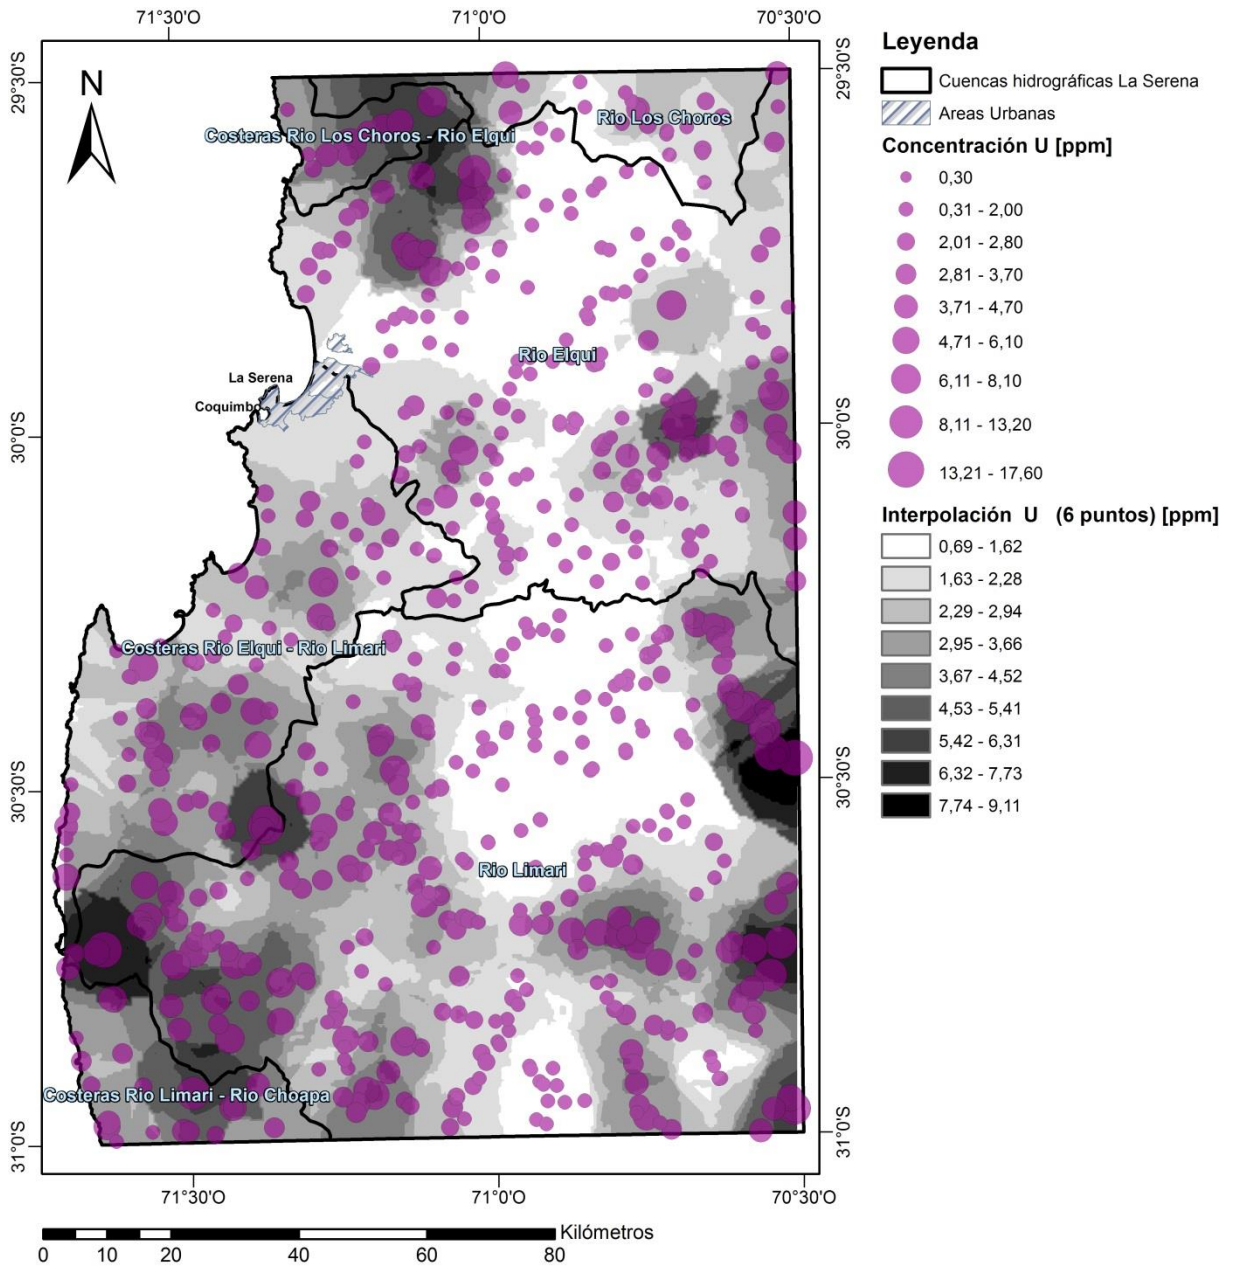 71°30'O 71°0'O 70°30'O
29°30'S
29°30'S
N
Costeras Rio Los Choros - Rio Elqui
Rio Los Choros
Rio Elqui
La Serena
Coquimbo
30°0'S
30°0'S
Costeras Rio Elqui - Rio Limari
30°30'S
30°30'S
Rio Limari
Costeras Rio Limari - Rio Choapa
31°0'S
31°0'S
71°30'O 71°0'O 70°30'O
Kilómetros
0 10 20 40 60 80
Leyenda
Cuencas hidrográficas La Serena
Areas Urbanas
Concentración U [ppm]
0,30
0,31 - 2,00
2,01 - 2,80
2,81 - 3,70
3,71 - 4,70
4,71 - 6,10
6,11 - 8,10
8,11 - 13,20
13,21 - 17,60
Interpolación U (6 puntos) [ppm]
0,69 - 1,62
1,63 - 2,28
2,29 - 2,94
2,95 - 3,66
3,67 - 4,52
4,53 - 5,41
5,42 - 6,31
6,32 - 7,73
7,74 - 9,11